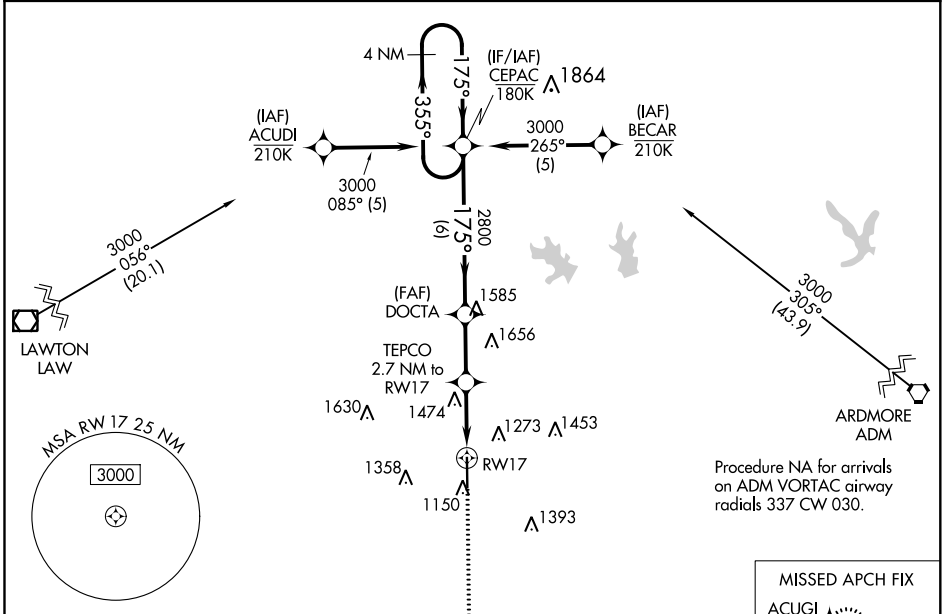 4 NM
175°
355°
(IF/IAF)
CEPAC
180K
1864
(IAF)
ACUDI
210K
3000
085° (5)
3000
265°
(5)
(IAF)
BECAR
210K
2800
175°
(6)
3000
056°
(20.1)
LAWTON
LAW
3000
305°
(43.9)
ARDMORE
ADM
(FAF)
DOCTA
1585
1656
TEPCO
2.7 NM to
RW17
1630
1474
1273
1453
RW17
1358
1150
1393
MSA RW 17 25 NM
3000
Procedure NA for arrivals
on ADM VORTAC airway
radials 337 CW 030.
MISSED APCH FIX
ACUGI